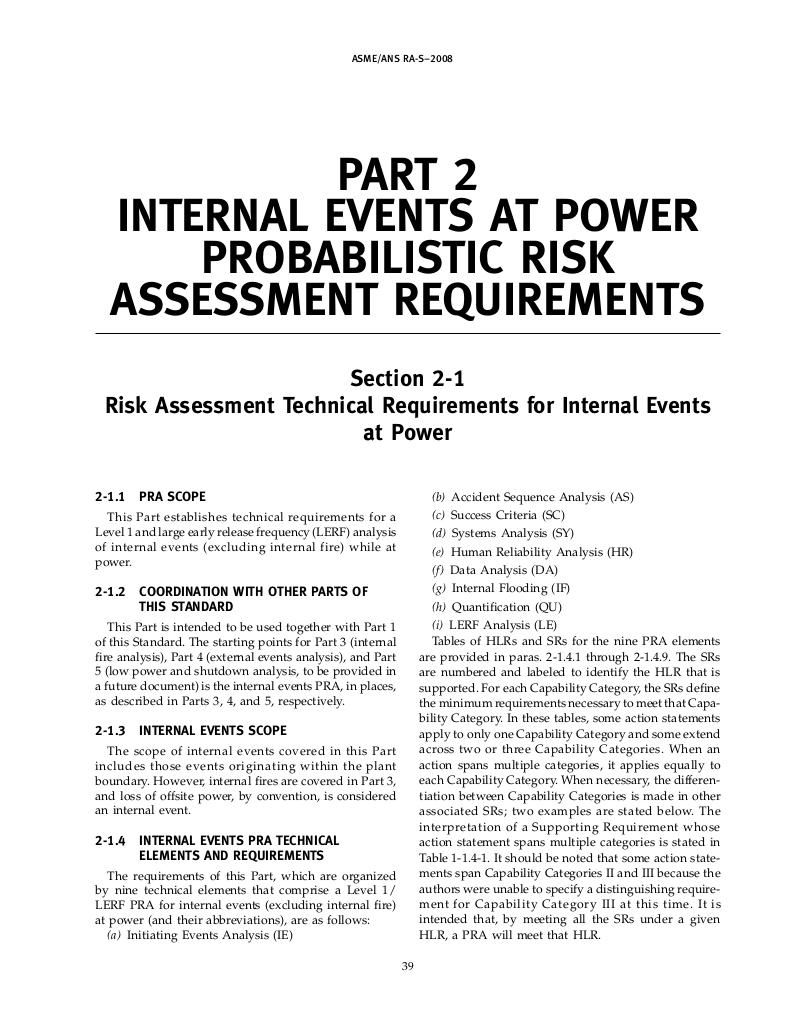 ASME/ANS RA-S–2008
PART 2
INTERNAL EVENTS AT POWER
PROBABILISTIC RISK
ASSESSMENT REQUIREMENTS
Section 2-1
Risk Assessment Technical Requirements for Internal Events
at Power
2-1.1 PRA SCOPE
This Part establishes technical requirements for a
Level 1 and large early release frequency (LERF) analysis
of internal events (excluding internal fire) while at
power.
2-1.2 COORDINATION WITH OTHER PARTS OF
THIS STANDARD
This Part is intended to be used together with Part 1
of this Standard. The starting points for Part 3 (internal
fire analysis), Part 4 (external events analysis), and Part
5 (low power and shutdown analysis, to be provided in
a future document) is the internal events PRA, in places,
as described in Parts 3, 4, and 5, respectively.
2-1.3 INTERNAL EVENTS SCOPE
The scope of internal events covered in this Part
includes those events originating within the plant
boundary. However, internal fires are covered in Part 3,
and loss of offsite power, by convention, is considered
an internal event.
2-1.4 INTERNAL EVENTS PRA TECHNICAL
ELEMENTS AND REQUIREMENTS
The requirements of this Part, which are organized
by nine technical elements that comprise a Level 1/
LERF PRA for internal events (excluding internal fire)
at power (and their abbreviations), are as follows:
(a) Initiating Events Analysis (IE)
(b) Accident Sequence Analysis (AS)
(c) Success Criteria (SC)
(d) Systems Analysis (SY)
(e) Human Reliability Analysis (HR)
(f) Data Analysis (DA)
(g) Internal Flooding (IF)
(h) Quantification (QU)
(i) LERF Analysis (LE)
Tables of HLRs and SRs for the nine PRA elements
are provided in paras. 2-1.4.1 through 2-1.4.9. The SRs
are numbered and labeled to identify the HLR that is
supported. For each Capability Category, the SRs define
the minimum requirements necessary to meet that Capa-
bility Category. In these tables, some action statements
apply to only one Capability Category and some extend
across two or three Capability Categories. When an
action spans multiple categories, it applies equally to
each Capability Category. When necessary, the differen-
tiation between Capability Categories is made in other
associated SRs; two examples are stated below. The
interpretation of a Supporting Requirement whose
action statement spans multiple categories is stated in
Table 1-1.4-1. It should be noted that some action state-
ments span Capability Categories II and III because the
authors were unable to specify a distinguishing require-
ment for Capability Category III at this time. It is
intended that, by meeting all the SRs under a given
HLR, a PRA will meet that HLR.
39